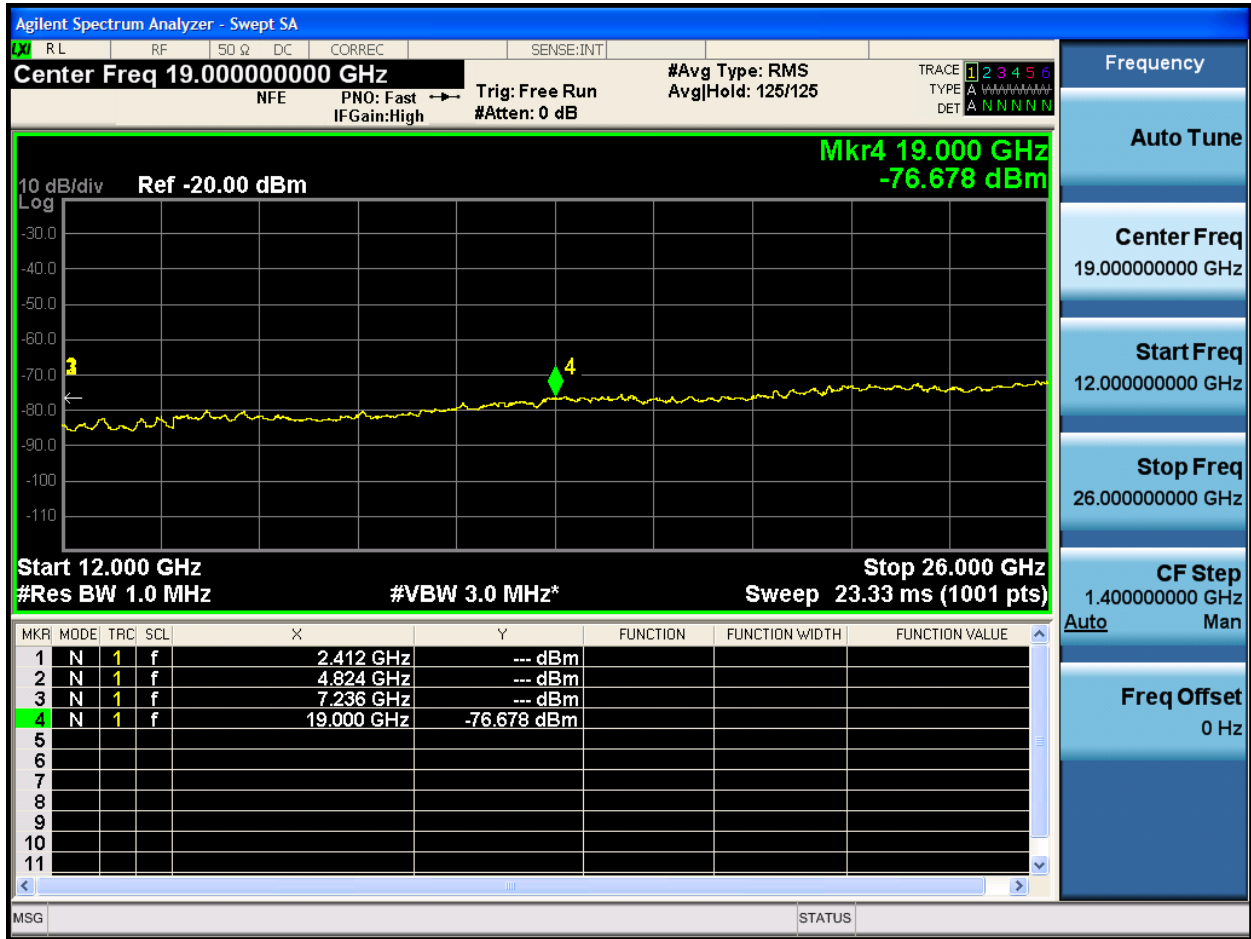 Agilent Spectrum Analyzer - Swept SA
LXI RL RF 50 Ω DC CORREC SENSE:INT
Center Freq 19.000000000 GHz
NFE PNO: Fast Trig: Free Run
IFGain:High #Atten: 0 dB
#Avg Type: RMS
Avg|Hold: 125/125
TRACE 1 2 3 4 5 6
TYPE A WWWWWW
DET A N N N N N
Mkr4 19.000 GHz
-76.678 dBm
10 dB/div Ref -20.00 dBm
Log
-30.0
-40.0
-50.0
-60.0
-70.0
-80.0
-90.0
-100
-110
3
4
Start 12.000 GHz Stop 26.000 GHz
#Res BW 1.0 MHz #VBW 3.0 MHz* Sweep 23.33 ms (1001 pts)
MKR MODE TRC SCL X Y FUNCTION FUNCTION WIDTH FUNCTION VALUE
1 N 1 f 2.412 GHz --- dBm
2 N 1 f 4.824 GHz --- dBm
3 N 1 f 7.236 GHz --- dBm
4 N 1 f 19.000 GHz -76.678 dBm
5
6
7
8
9
10
11
MSG STATUS
Frequency
Auto Tune
Center Freq
19.000000000 GHz
Start Freq
12.000000000 GHz
Stop Freq
26.000000000 GHz
CF Step
1.400000000 GHz
Auto Man
Freq Offset
0 Hz